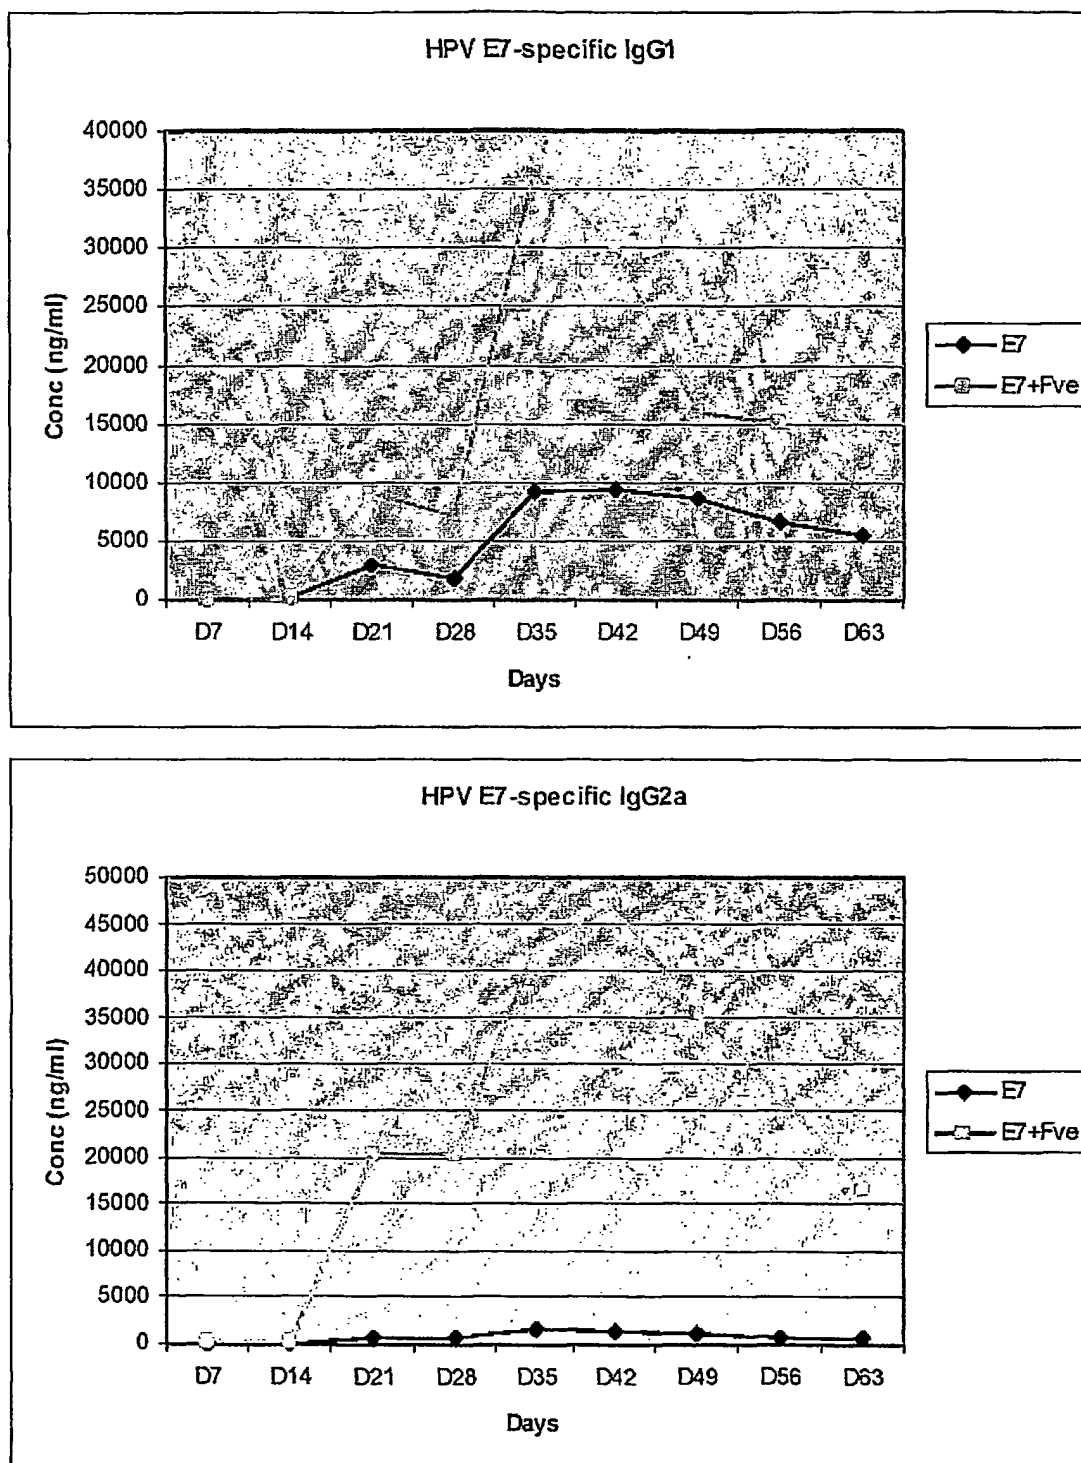 HPV E7-specific IgG1
40000
35000
30000
25000
20000
15000
10000
5000
0
Conc (ng/ml)
D7 D14 D21 D28 D35 D42 D49 D56 D63
Days
E7
E7+Fve
HPV E7-specific IgG2a
50000
45000
40000
35000
30000
25000
20000
15000
10000
5000
0
Conc (ng/ml)
D7 D14 D21 D28 D35 D42 D49 D56 D63
Days
E7
E7+Fve